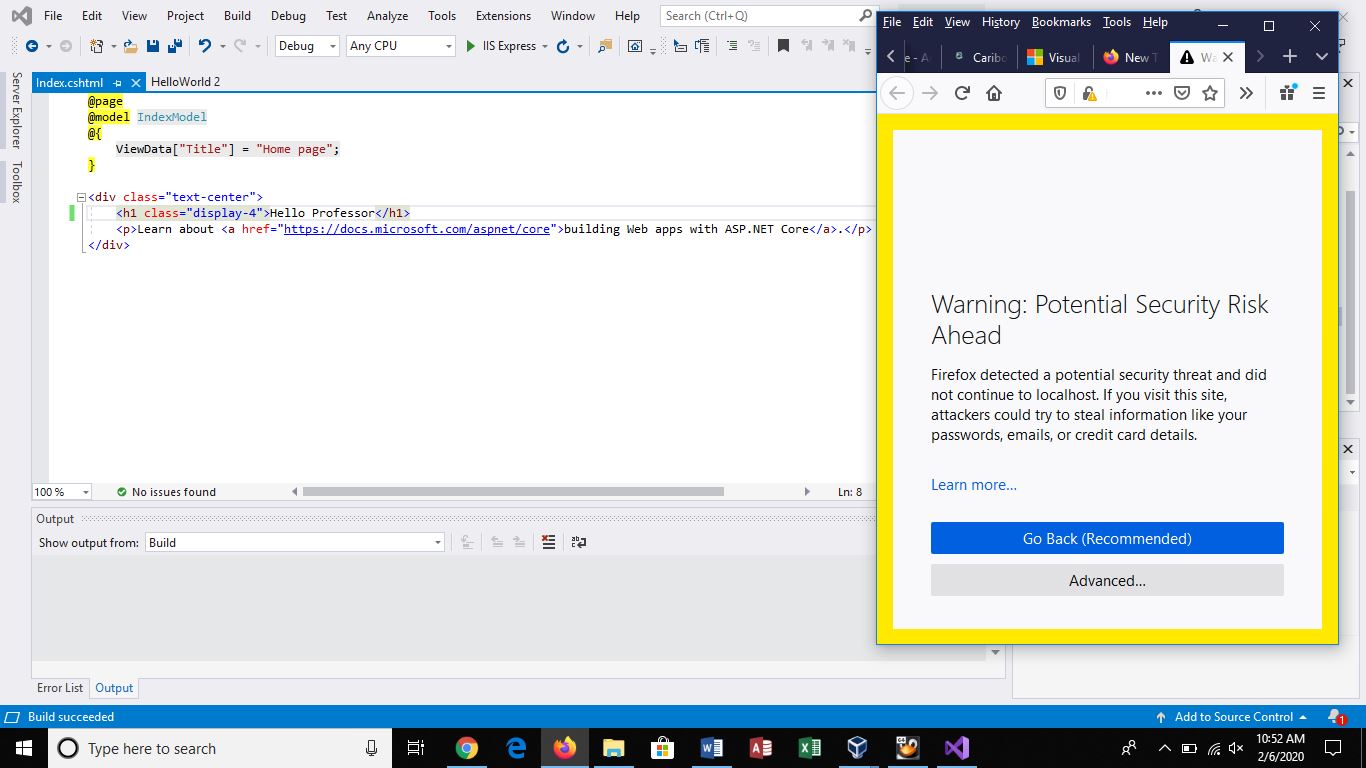 File Edit View Project Build Debug Test Analyze Tools Extensions Window Help Search (Ctrl+Q)
Debug Any CPU IIS Express
Server Explorer
Toolbox
Index.cshtml HelloWorld 2
@page
@model IndexModel
@{
ViewData["Title"] = "Home page";
}
<div class="text-center">
<h1 class="display-4">Hello Professor</h1>
<p>Learn about <a href="https://docs.microsoft.com/aspnet/core">building Web apps with ASP.NET Core</a>.</p>
</div>
100 % No issues found Ln: 8
Output
Show output from: Build
Error List Output
Build succeeded Add to Source Control 1
File Edit View History Bookmarks Tools Help
e - A Caribo Visual New T Wa
Warning: Potential Security Risk
Ahead
Firefox detected a potential security threat and did
not continue to localhost. If you visit this site,
attackers could try to steal information like your
passwords, emails, or credit card details.
Learn more...
Go Back (Recommended)
Advanced...
Type here to search
10:52 AM
2/6/2020